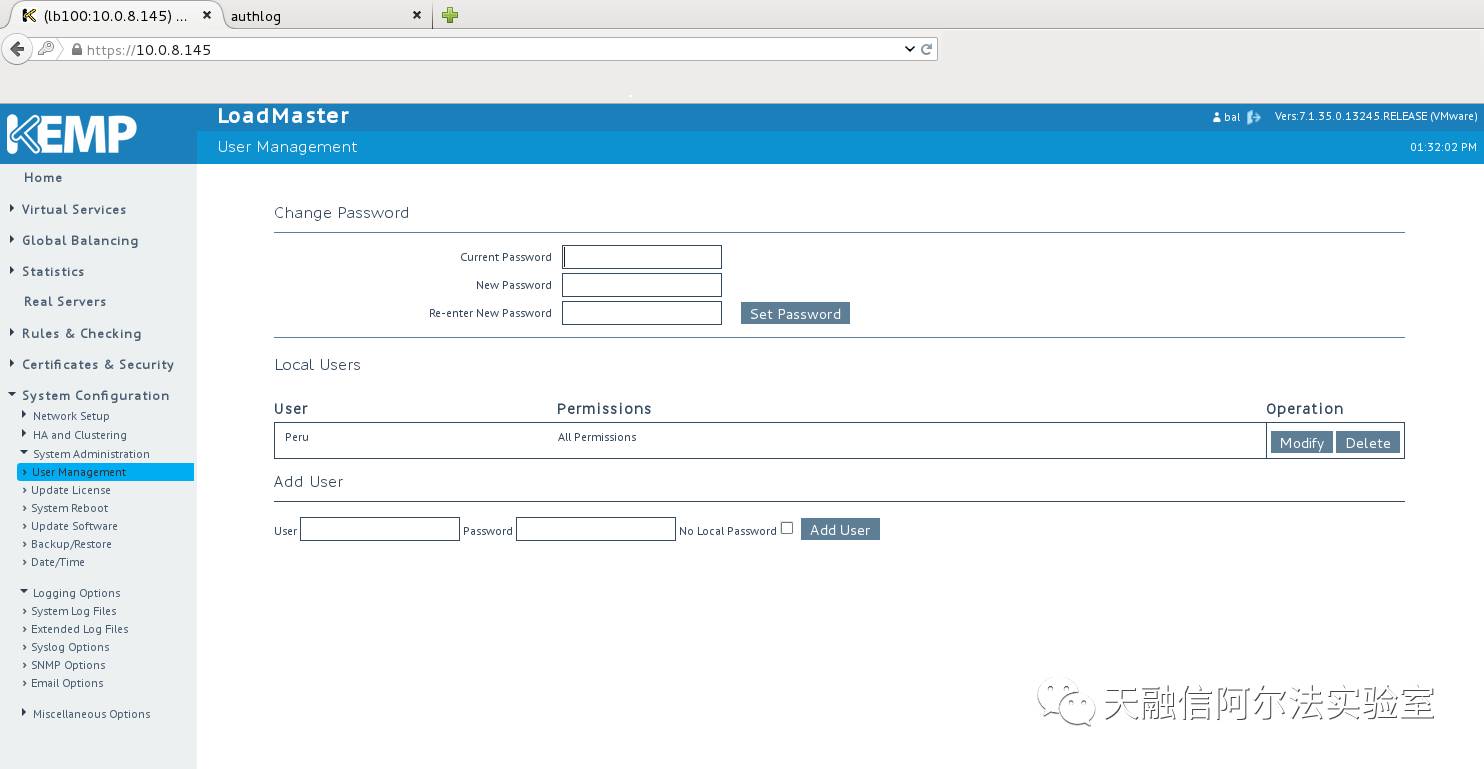 (lb100:10.0.8.145) ...
authlog
https://10.0.8.145
KEMP
LoadMaster
bal
Vers:7.1.35.0.13245.RELEASE (VMware)
User Management
01:32:02 PM
Home
Virtual Services
Global Balancing
Statistics
Real Servers
Rules & Checking
Certificates & Security
System Configuration
Network Setup
HA and Clustering
System Administration
User Management
Update License
System Reboot
Update Software
Backup/Restore
Date/Time
Logging Options
System Log Files
Extended Log Files
Syslog Options
SNMP Options
Email Options
Miscellaneous Options
Change Password
Current Password
New Password
Re-enter New Password
Set Password
Local Users
User Permissions Operation
Peru All Permissions Modify Delete
Add User
User Password No Local Password Add User
天融信阿尔法实验室